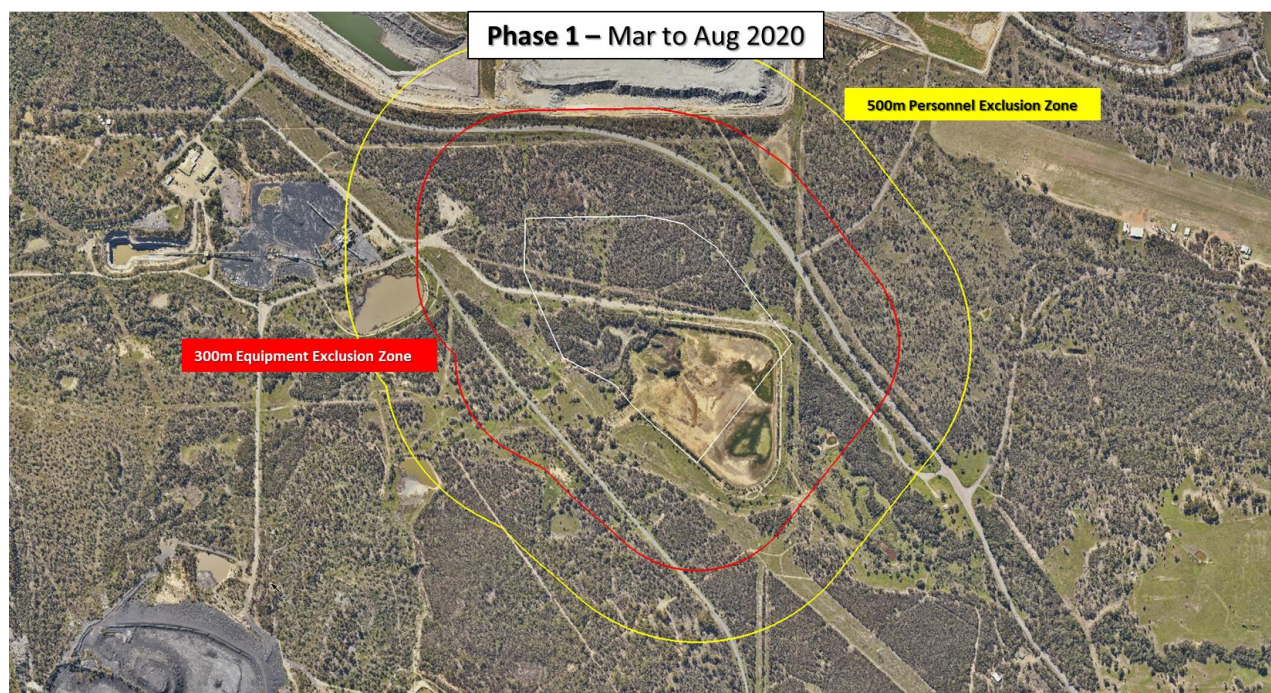 Phase 1 – Mar to Aug 2020
500m Personnel Exclusion Zone
300m Equipment Exclusion Zone